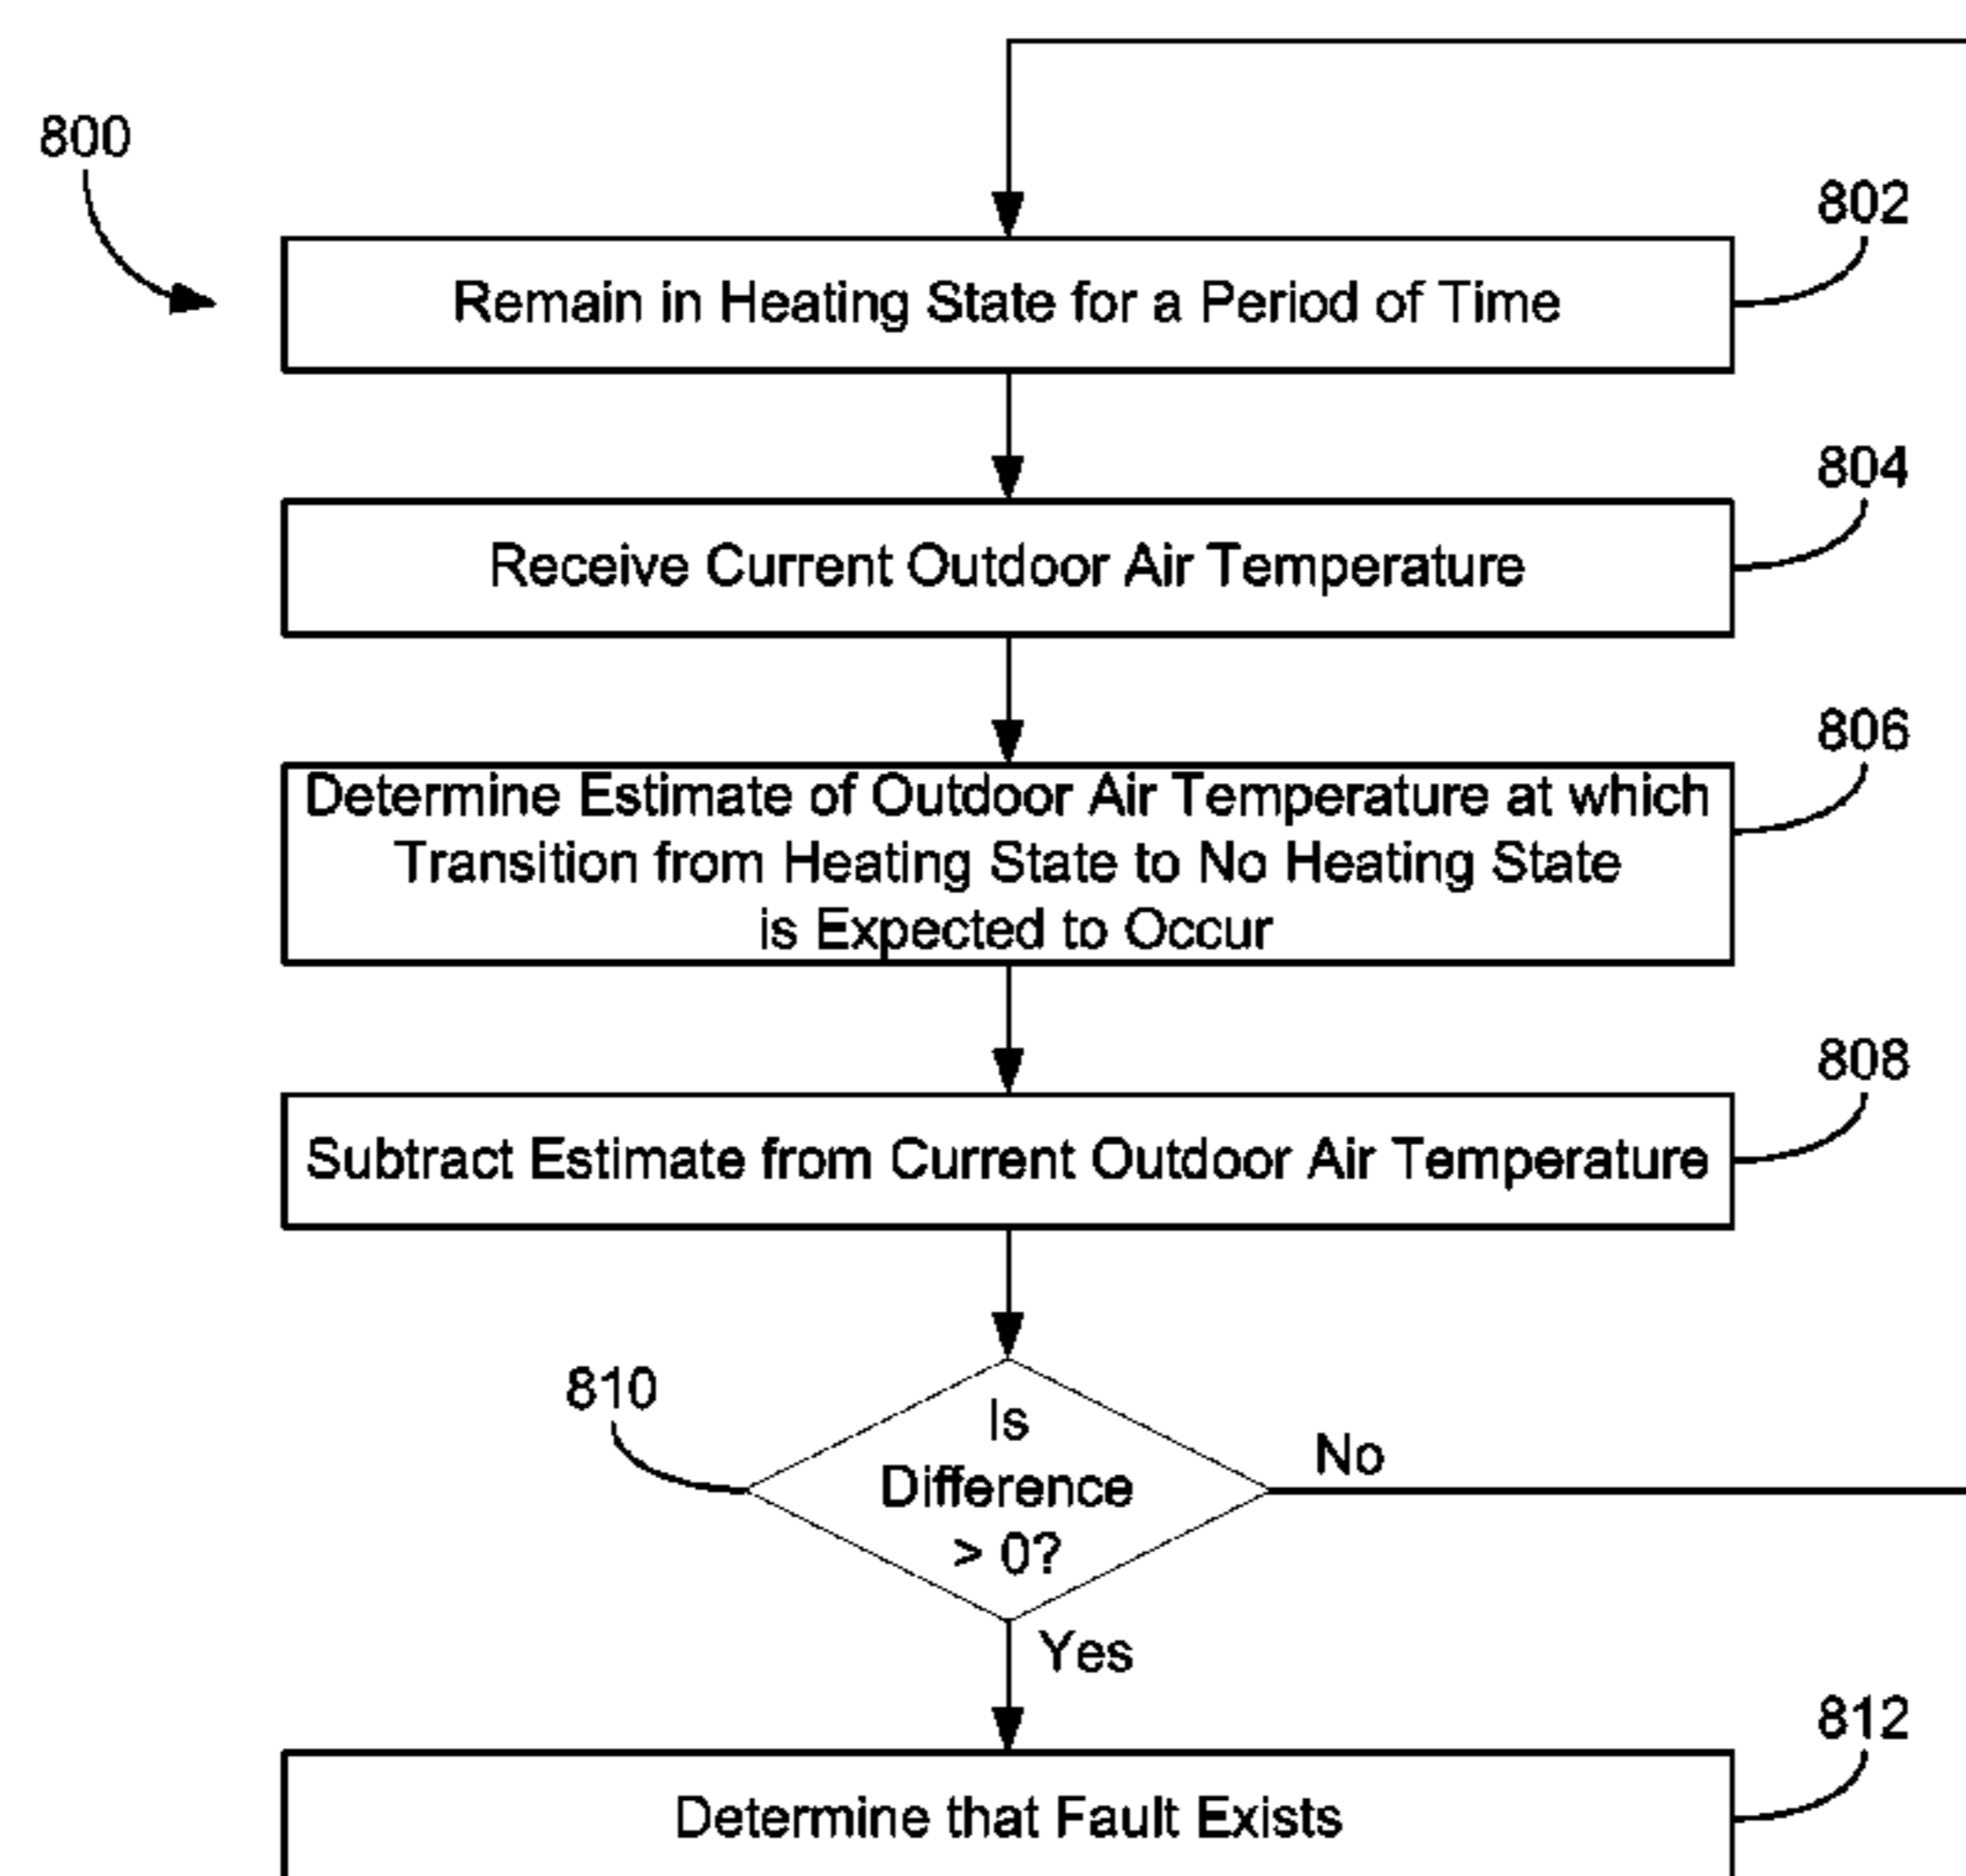 800
802
Remain in Heating State for a Period of Time
804
Receive Current Outdoor Air Temperature
806
Determine Estimate of Outdoor Air Temperature at which
Transition from Heating State to No Heating State
is Expected to Occur
808
Subtract Estimate from Current Outdoor Air Temperature
810
Is
Difference
> 0?
No
Yes
812
Determine that Fault Exists